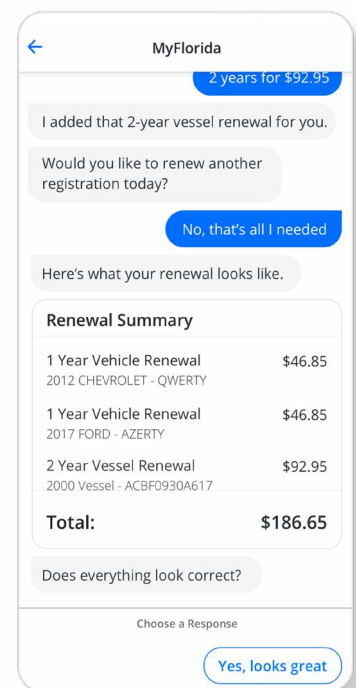 MyFlorida
2 years for $92.95
I added that 2-year vessel renewal for you.
Would you like to renew another
registration today?
No, that's all I needed
Here's what your renewal looks like.
Renewal Summary
1 Year Vehicle Renewal $46.85
2012 CHEVROLET - QWERTY
1 Year Vehicle Renewal $46.85
2017 FORD - AZERTY
2 Year Vessel Renewal $92.95
2000 Vessel - ACBF0930A617
Total: $186.65
Does everything look correct?
Choose a Response
Yes, looks great